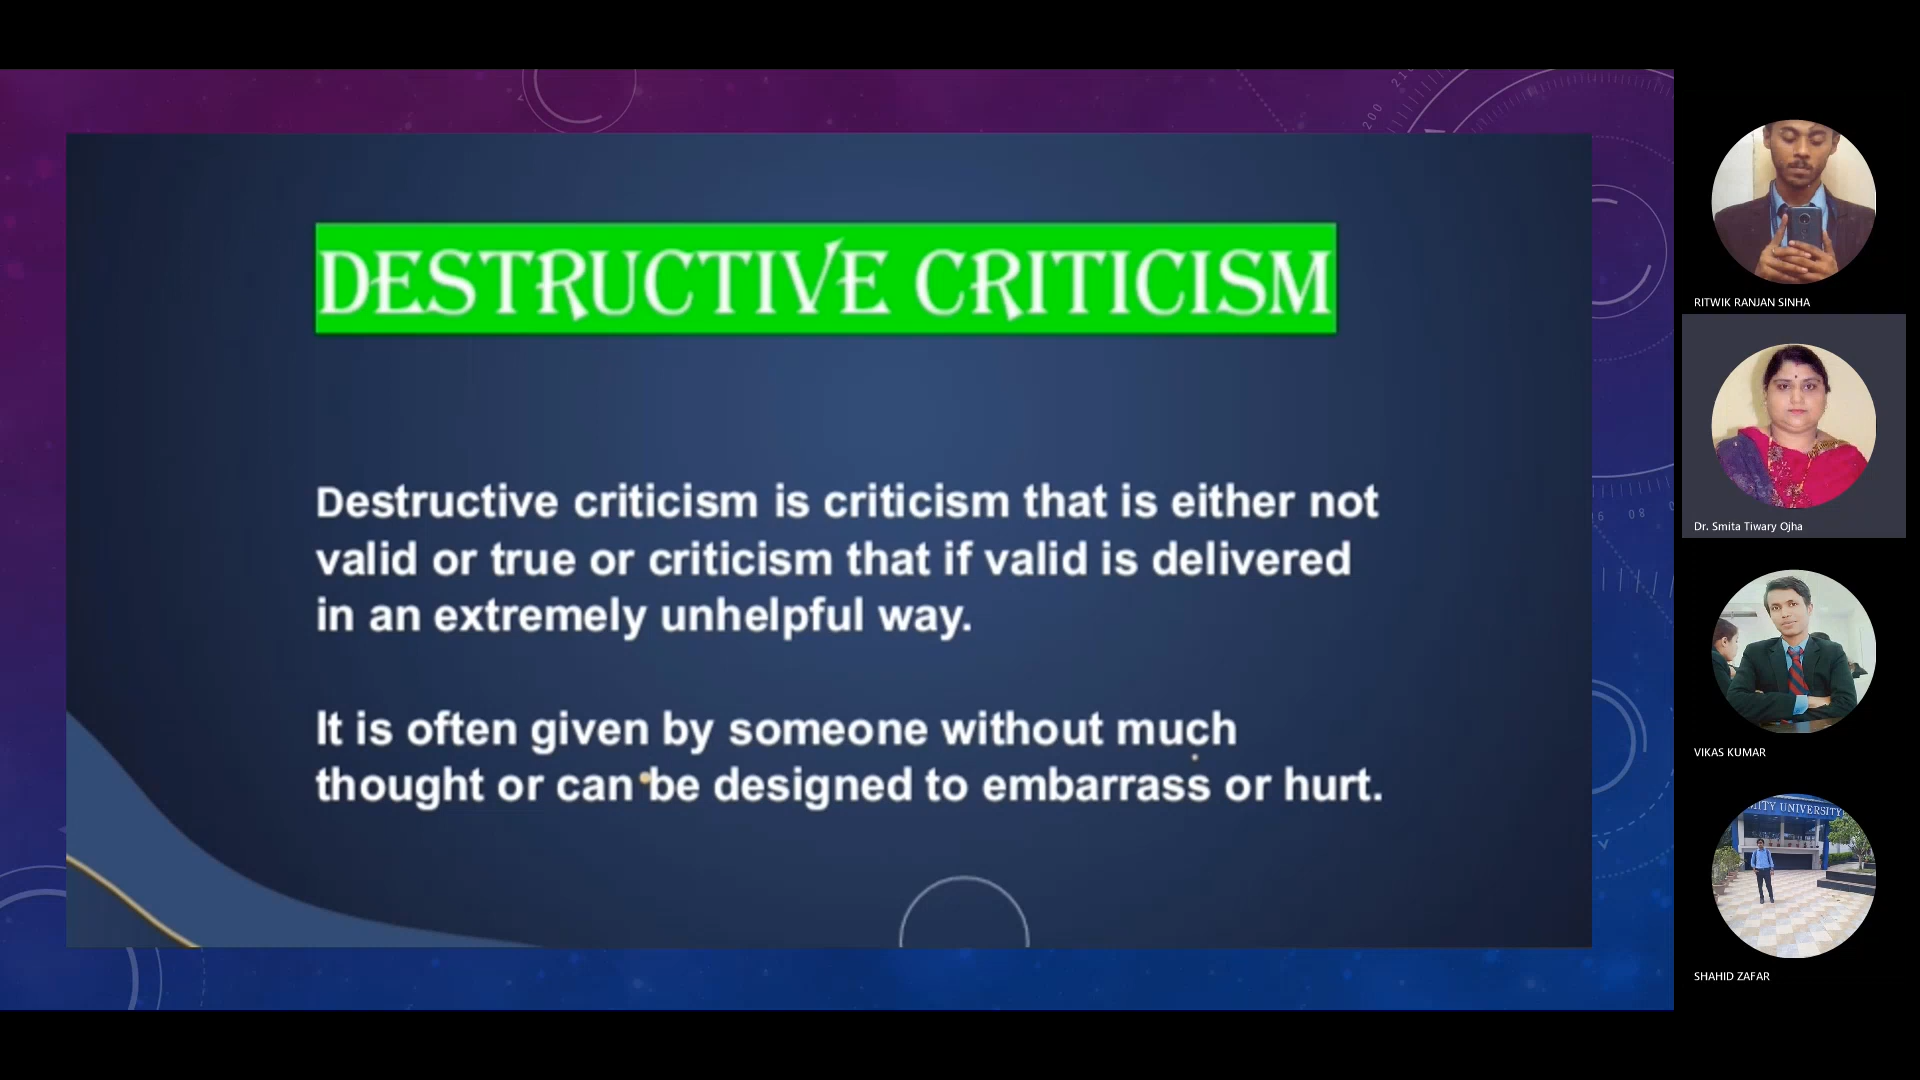 DESTRUCTIVE CRITICISM
Destructive criticism is criticism that is either not
valid or true or criticism that if valid is delivered
in an extremely unhelpful way.
It is often given by someone without much
thought or can be designed to embarrass or hurt.
200
RITWIK RANJAN SINHA
Dr. Smita Tiwary Ojha
VIKAS KUMAR
UNIVERSITY
SHAHID ZAFAR